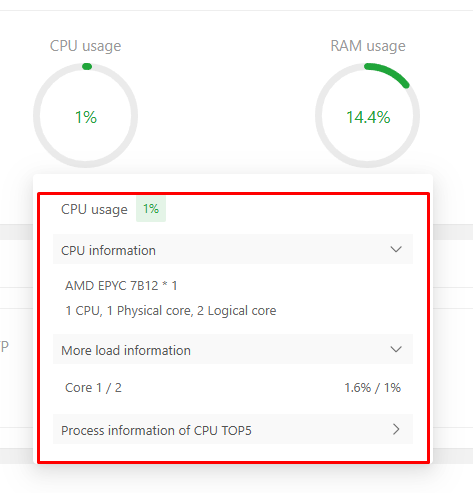 CPU usage
RAM usage
1%
14.4%
CPU usage 1%
CPU information
AMD EPYC 7B12 * 1
1 CPU, 1 Physical core, 2 Logical core
More load information
Core 1 / 2 1.6% / 1%
Process information of CPU TOP5